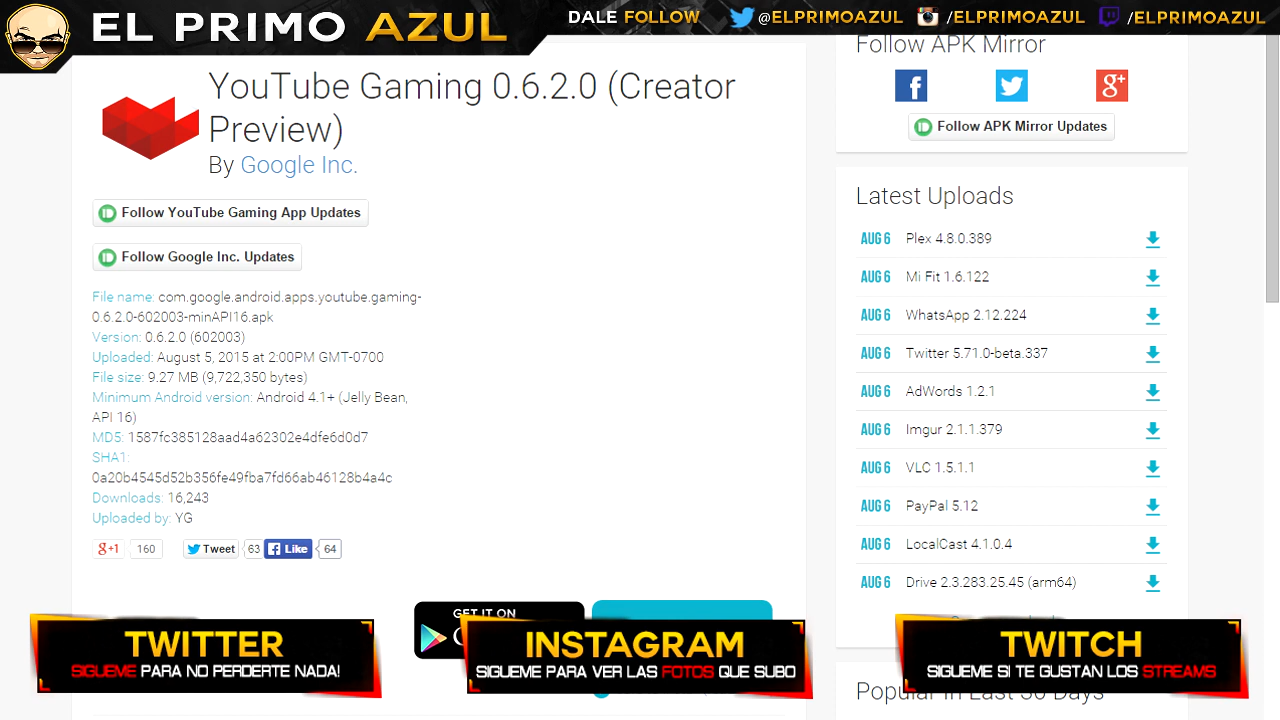 EL PRIMO AZUL
DALE FOLLOW @ELPRIMOAZUL /ELPRIMOAZUL /ELPRIMOAZUL
YouTube Gaming 0.6.2.0 (Creator
Preview)
By Google Inc.
Follow YouTube Gaming App Updates
Follow Google Inc. Updates
File name: com.google.android.apps.youtube.gaming-
0.6.2.0-602003-minAPI16.apk
Version: 0.6.2.0 (602003)
Uploaded: August 5, 2015 at 2:00PM GMT-0700
File size: 9.27 MB (9,722,350 bytes)
Minimum Android version: Android 4.1+ (Jelly Bean,
API 16)
MD5: 1587fc385128aad4a62302e4dfe6d0d7
SHA1:
0a20b4545d52b356fe49fba7fd66ab46128b4a4c
Downloads: 16,243
Uploaded by: YG
g+1 160 Tweet 63 Like 64
GET IT ON
Follow APK Mirror
Follow APK Mirror Updates
Latest Uploads
AUG 6 Plex 4.8.0.389
AUG 6 Mi Fit 1.6.122
AUG 6 WhatsApp 2.12.224
AUG 6 Twitter 5.71.0-beta.337
AUG 6 AdWords 1.2.1
AUG 6 Imgur 2.1.1.379
AUG 6 VLC 1.5.1.1
AUG 6 PayPal 5.12
AUG 6 LocalCast 4.1.0.4
AUG 6 Drive 2.3.283.25.45 (arm64)
Popular In Last 30 Days
TWITTER
SIGUEME PARA NO PERDERTE NADA!
INSTAGRAM
SIGUEME PARA VER LAS FOTOS QUE SUBO
TWITCH
SIGUEME SI TE GUSTAN LOS STREAMS